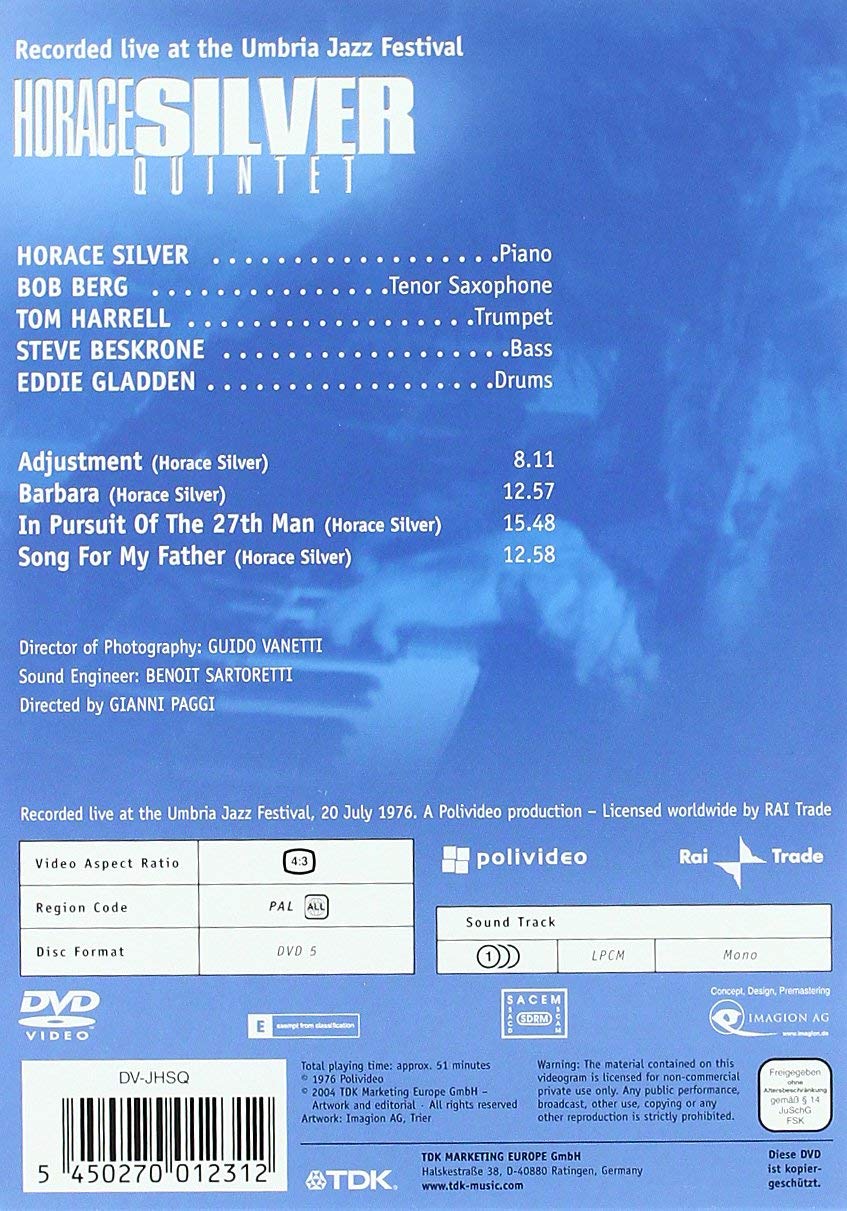 Recorded live at the Umbria Jazz Festival
HORACE SILVER
QUINTET
HORACE SILVER ..................Piano
BOB BERG ...............Tenor Saxophone
TOM HARRELL ..................Trumpet
STEVE BESKRONE ..................Bass
EDDIE GLADDEN ..................Drums
Adjustment (Horace Silver) 8.11
Barbara (Horace Silver) 12.57
In Pursuit Of The 27th Man (Horace Silver) 15.48
Song For My Father (Horace Silver) 12.58
Director of Photography: GUIDO VANETTI
Sound Engineer: BENOIT SARTORETTI
Directed by GIANNI PAGGI
Recorded live at the Umbria Jazz Festival, 20 July 1976. A Polivideo production – Licensed worldwide by RAI Trade
Video Aspect Ratio 4:3
Region Code PAL ALL
Disc Format DVD 5
polivideo
Rai Trade
Sound Track
1 LPCM Mono
DVD
VIDEO
E exempt from classification
SACEM
SACD SDRM SCAM
Concept, Design, Premastering
IMAGION AG
www.imagion.de
DV-JHSQ
5 450270 012312
Total playing time: approx. 51 minutes
© 1976 Polivideo
© 2004 TDK Marketing Europe GmbH –
Artwork and editorial · All rights reserved
Artwork: Imagion AG, Trier
Warning: The material contained on this
videogram is licensed for non-commercial
private use only. Any public performance,
broadcast, other use, copying or any
other reproduction is strictly prohibited.
Freigegeben
ohne
Altersbeschränkung
gemäß § 14
JuSchG
FSK
TDK
TDK MARKETING EUROPE GmbH
Halskestraße 38, D-40880 Ratingen, Germany
www.tdk-music.com
Diese DVD
ist kopier-
geschützt.